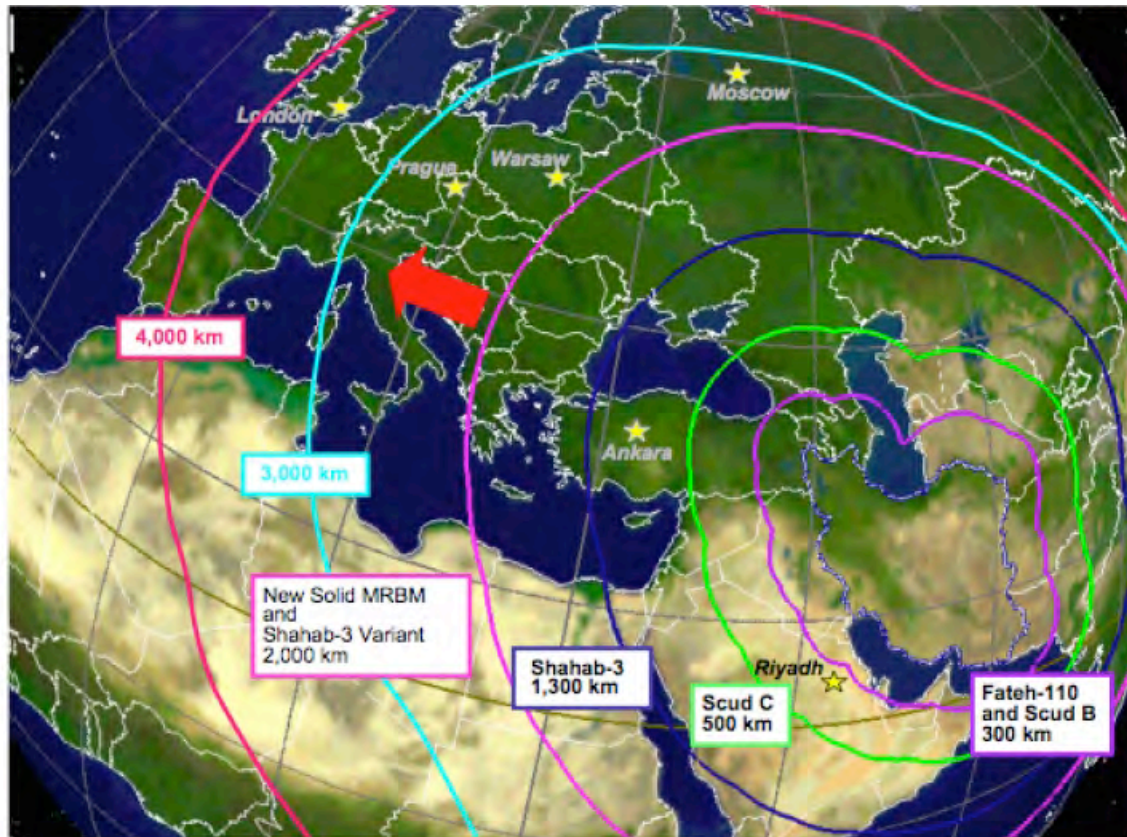 London
Moscow
Prague
Warsaw
4,000 km
Ankara
3,000 km
New Solid MRBM
and
Shahab-3 Variant
2,000 km
Shahab-3
1,300 km
Riyadh
Scud C
500 km
Fateh-110
and Scud B
300 km